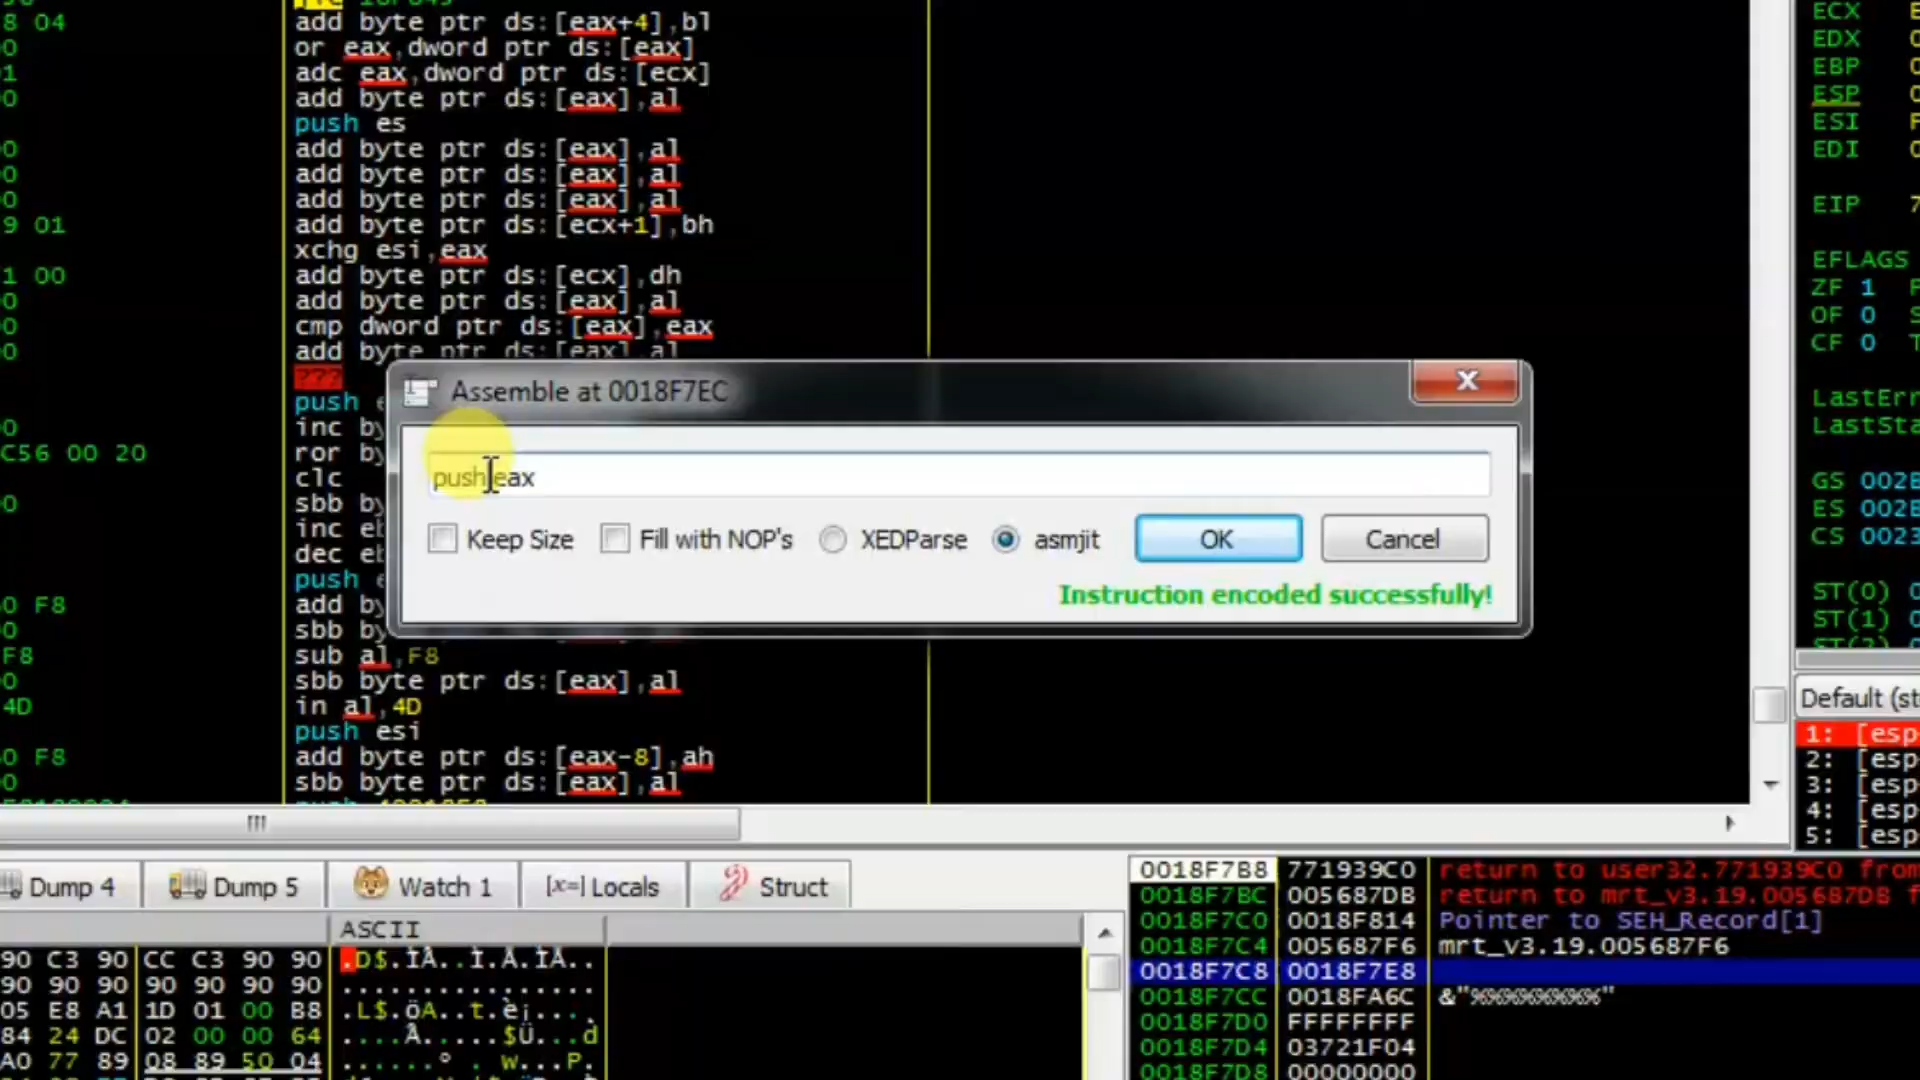 8 04
add byte ptr ds:[eax+4],bl
or eax,dword ptr ds:[eax]
adc eax,dword ptr ds:[ecx]
add byte ptr ds:[eax],al
push es
add byte ptr ds:[eax],al
add byte ptr ds:[eax],al
add byte ptr ds:[eax],al
9 01
add byte ptr ds:[ecx+1],bh
xchg esi,eax
1 00
add byte ptr ds:[ecx],dh
add byte ptr ds:[eax],al
cmp dword ptr ds:[eax],eax
add byte ptr ds:[eax],al
???
push
inc
C56 00 20
ror
clc
sbb
inc
dec
push
0 F8
add
sbb
F8
sub al,F8
sbb byte ptr ds:[eax],al
4D
in al,4D
push esi
0 F8
add byte ptr ds:[eax-8],ah
sbb byte ptr ds:[eax],al
Assemble at 0018F7EC
push eax
Keep Size
Fill with NOP's
XEDParse
asmjit
OK
Cancel
Instruction encoded successfully!
ECX
EDX
EBP
ESP
ESI
EDI
EIP 7
EFLAGS
ZF 1
OF 0
CF 0
LastErr
LastSta
GS 002B
ES 002B
CS 0023
ST(0) 0
ST(1) 0
Default (st
1: [esp
2: [esp
3: [esp
4: [esp
5: [esp
Dump 4
Dump 5
Watch 1
[x=] Locals
Struct
ASCII
90 C3 90 CC C3 90 90
90 90 90 90 90 90 90
05 E8 A1 1D 01 00 B8
84 24 DC 02 00 00 64
A0 77 89 08 89 50 04
0018F7B8 771939C0 return to user32.771939C0 from
0018F7BC 005687DB return to mrt_v3.19.005687DB f
0018F7C0 0018F814 Pointer to SEH_Record[1]
0018F7C4 005687F6 mrt_v3.19.005687F6
0018F7C8 0018F7E8
0018F7CC 0018FA6C &"%%%%%%%%"
0018F7D0 FFFFFFFF
0018F7D4 03721F04
0018F7D8 00000000